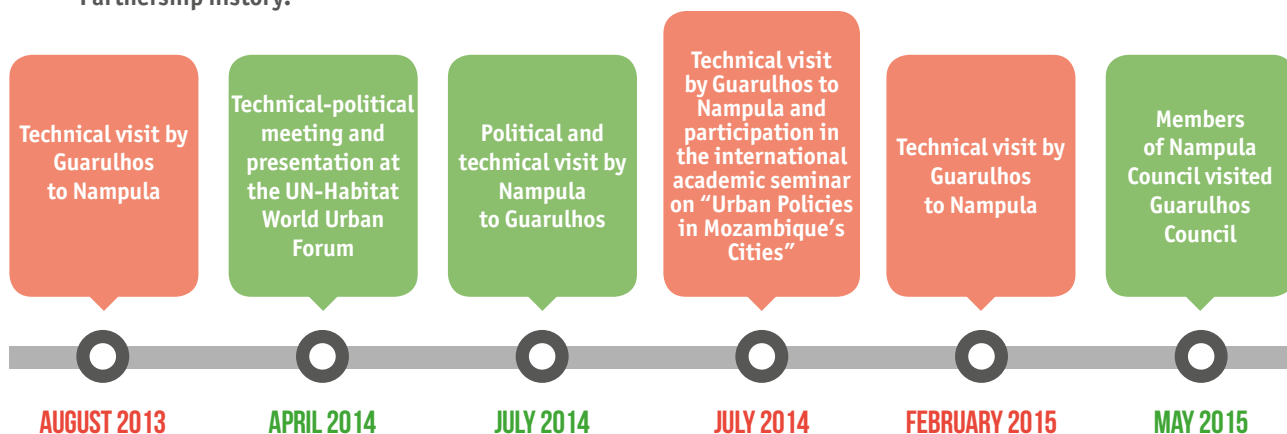 Partnership history:
Technical visit by
Guarulhos
to Nampula
Technical-political
meeting and
presentation at
the UN-Habitat
World Urban
Forum
Political and
technical visit by
Nampula
to Guarulhos
Technical visit
by Guarulhos to
Nampula and
participation in
the international
academic seminar
on “Urban Policies
in Mozambique’s
Cities”
Technical visit by
Guarulhos
to Nampula
Members
of Nampula
Council visited
Guarulhos
Council
AUGUST 2013
APRIL 2014
JULY 2014
JULY 2014
FEBRUARY 2015
MAY 2015